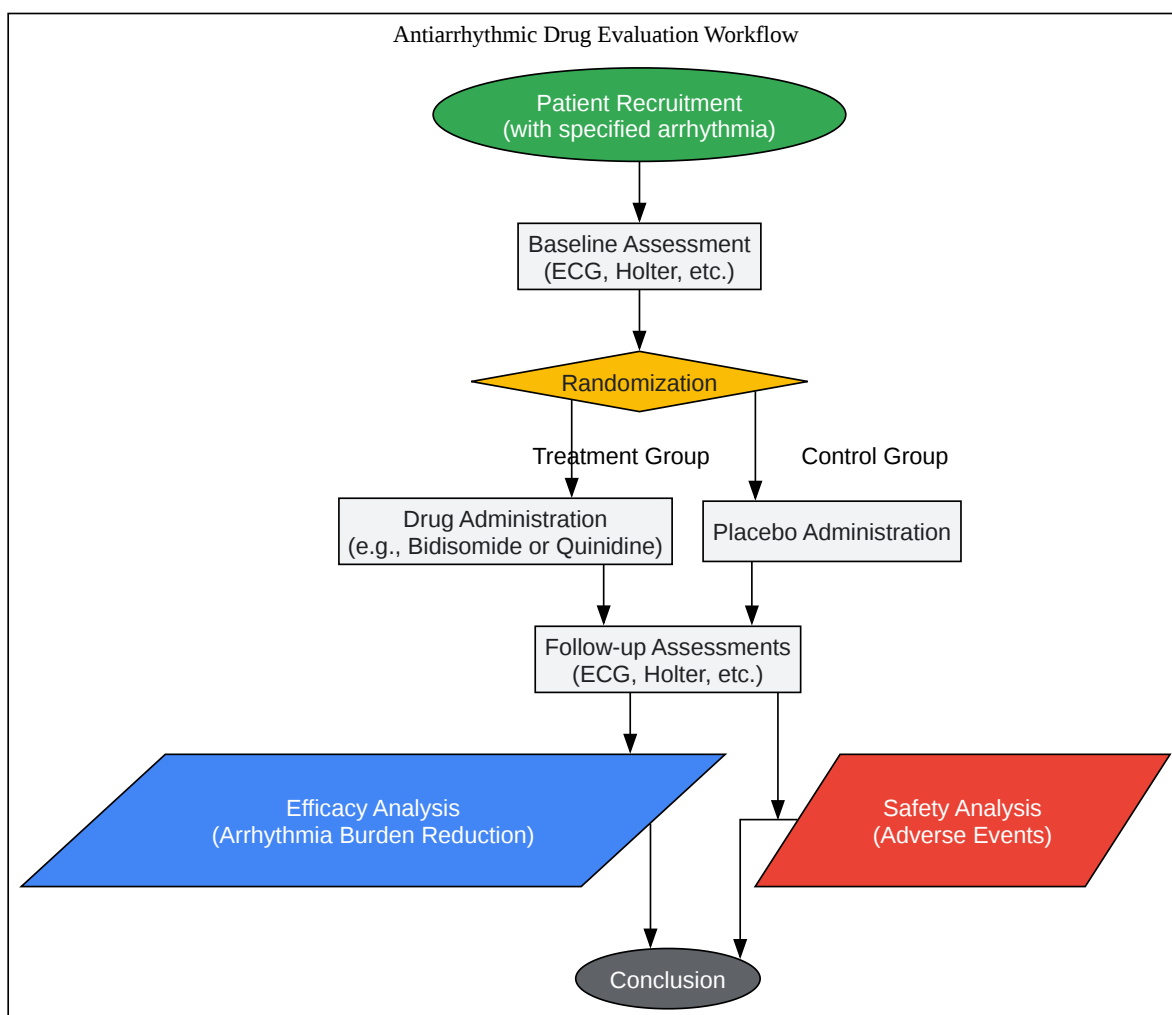 Antiarrhythmic Drug Evaluation Workflow
Patient Recruitment
(with specified arrhythmia)
Baseline Assessment
(ECG, Holter, etc.)
Randomization
Treatment Group
Control Group
Drug Administration
(e.g., Bidisomide or Quinidine)
Placebo Administration
Follow-up Assessments
(ECG, Holter, etc.)
Efficacy Analysis
(Arrhythmia Burden Reduction)
Safety Analysis
(Adverse Events)
Conclusion